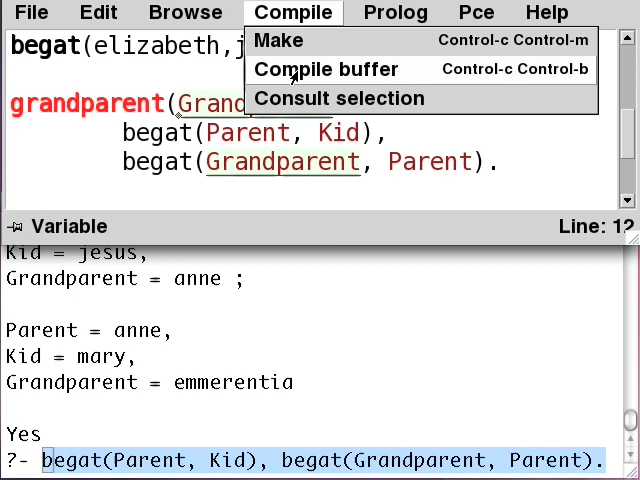 File Edit Browse Compile Prolog Pce Help
begat(elizabeth,j
Make Control-c Control-m
Compile buffer Control-c Control-b
Consult selection
grandparent(Grand
begat(Parent, Kid),
begat(Grandparent, Parent).
Variable Line: 12
Kid = jesus,
Grandparent = anne ;
Parent = anne,
Kid = mary,
Grandparent = emmerentia
Yes
?- begat(Parent, Kid), begat(Grandparent, Parent).